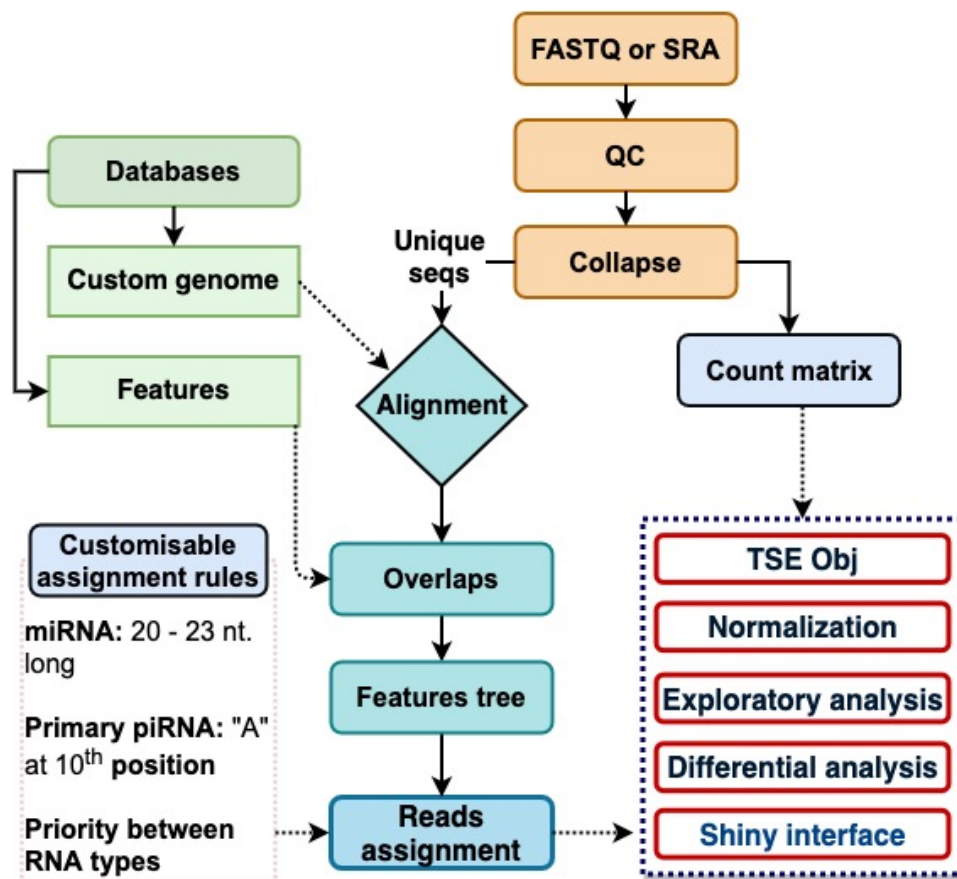 FASTQ or SRA
QC
Collapse
Unique
seqs
Databases
Custom genome
Features
Alignment
Count matrix
Overlaps
Features tree
Reads
assignment
Customisable
assignment rules
miRNA: 20 - 23 nt.
long
Primary piRNA: "A"
at 10th position
Priority between
RNA types
TSE Obj
Normalization
Exploratory analysis
Differential analysis
Shiny interface